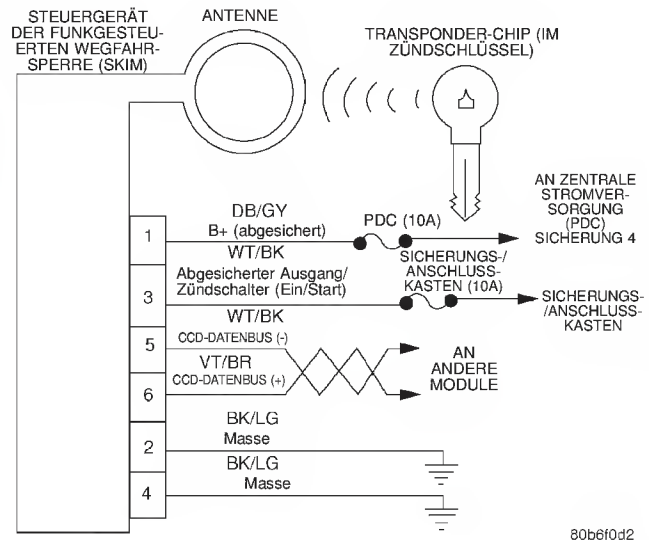 STEUERGERÄT
DER FUNKGESTEU-
ERTEN WEGFAHR-
SPERRE (SKIM)
ANTENNE
TRANSPONDER-CHIP (IM
ZÜNDSCHLÜSSEL)
DB/GY
1
B+ (abgesichert)
PDC (10A)
AN ZENTRALE
STROMVER-
SORGUNG
(PDC)
SICHERUNG 4
WT/BK
3
Abgesicherter Ausgang/
Zündschalter (Ein/Start)
SICHERUNGS-/
ANSCHLUSS-
KASTEN (10A)
SICHERUNGS-
/ANSCHLUSS-
KASTEN
WT/BK
5
CCD-DATENBUS (-)
VT/BR
6
CCD-DATENBUS (+)
AN
ANDERE
MODULE
BK/LG
2
Masse
BK/LG
4
Masse
80b6f0d2